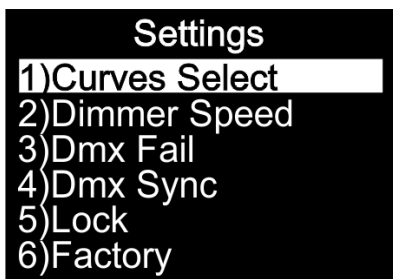 Settings
1)Curves Select
2)Dimmer Speed
3)Dmx Fail
4)Dmx Sync
5)Lock
6)Factory